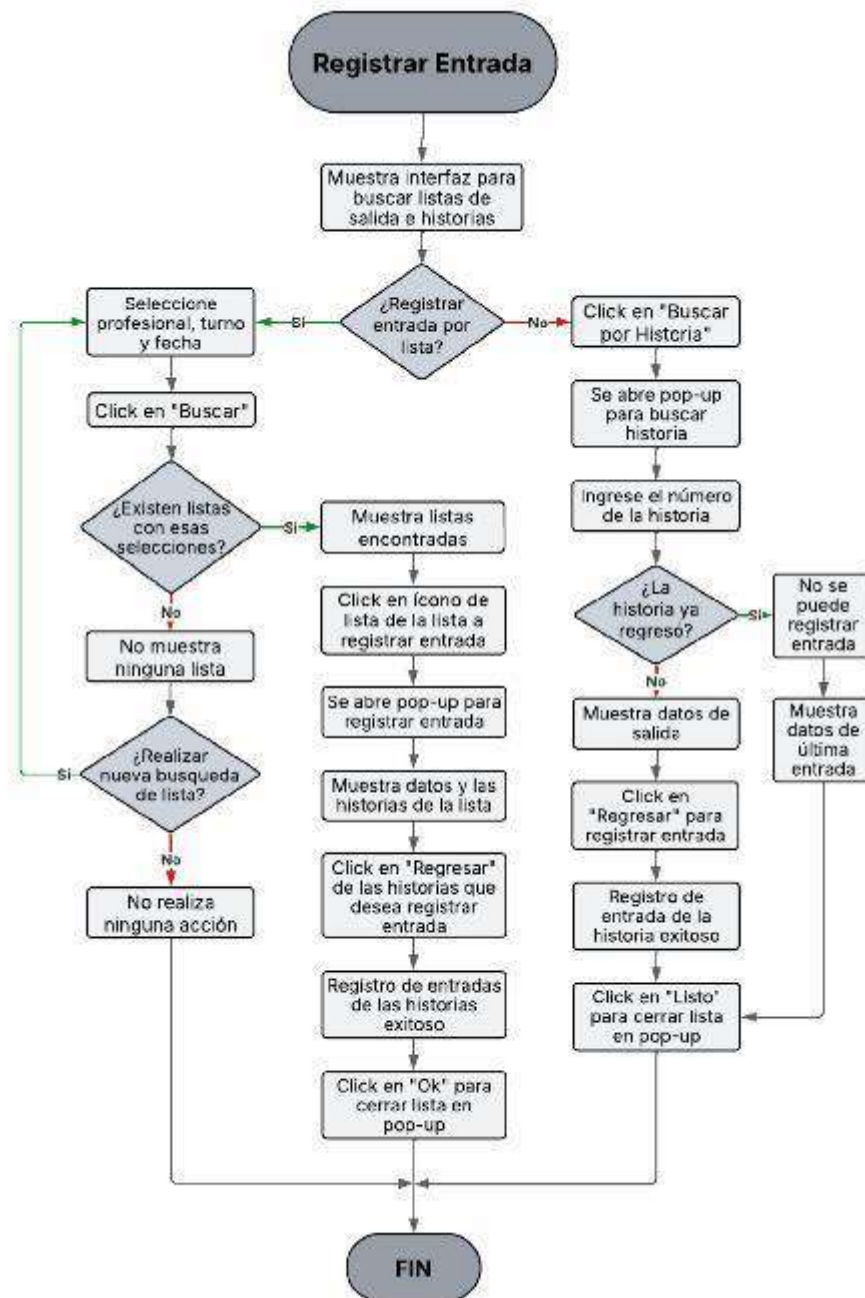 Registrar Entrada
Muestra interfaz para
buscar listas de
salida e historias
¿Registrar
entrada por
lista?
Si
No
Seleccione
profesional, turno
y fecha
Click en "Buscar"
¿Existen listas
con esas
selecciones?
Si
No
No muestra
ninguna lista
¿Realizar
nueva busqueda
de lista?
Si
No
No realiza
ninguna acción
Muestra listas
encontradas
Click en ícono de
lista de la lista a
registrar entrada
Se abre pop-up para
registrar entrada
Muestra datos y las
historias de la lista
Click en "Regresar"
de las historias que
desea registrar
entrada
Registro de entradas
de las historias
exitoso
Click en "Ok" para
cerrar lista en
pop-up
Click en "Buscar
por Historia"
Se abre pop-up
para buscar
historia
Ingrese el número
de la historia
¿La
historia ya
regreso?
Si
No
No se
puede
registrar
entrada
Muestra
datos de
última
entrada
Muestra datos de
salida
Click en
"Regresar" para
registrar entrada
Registro de
entrada de la
historia exitoso
Click en "Listo"
para cerrar lista
en pop-up
FIN